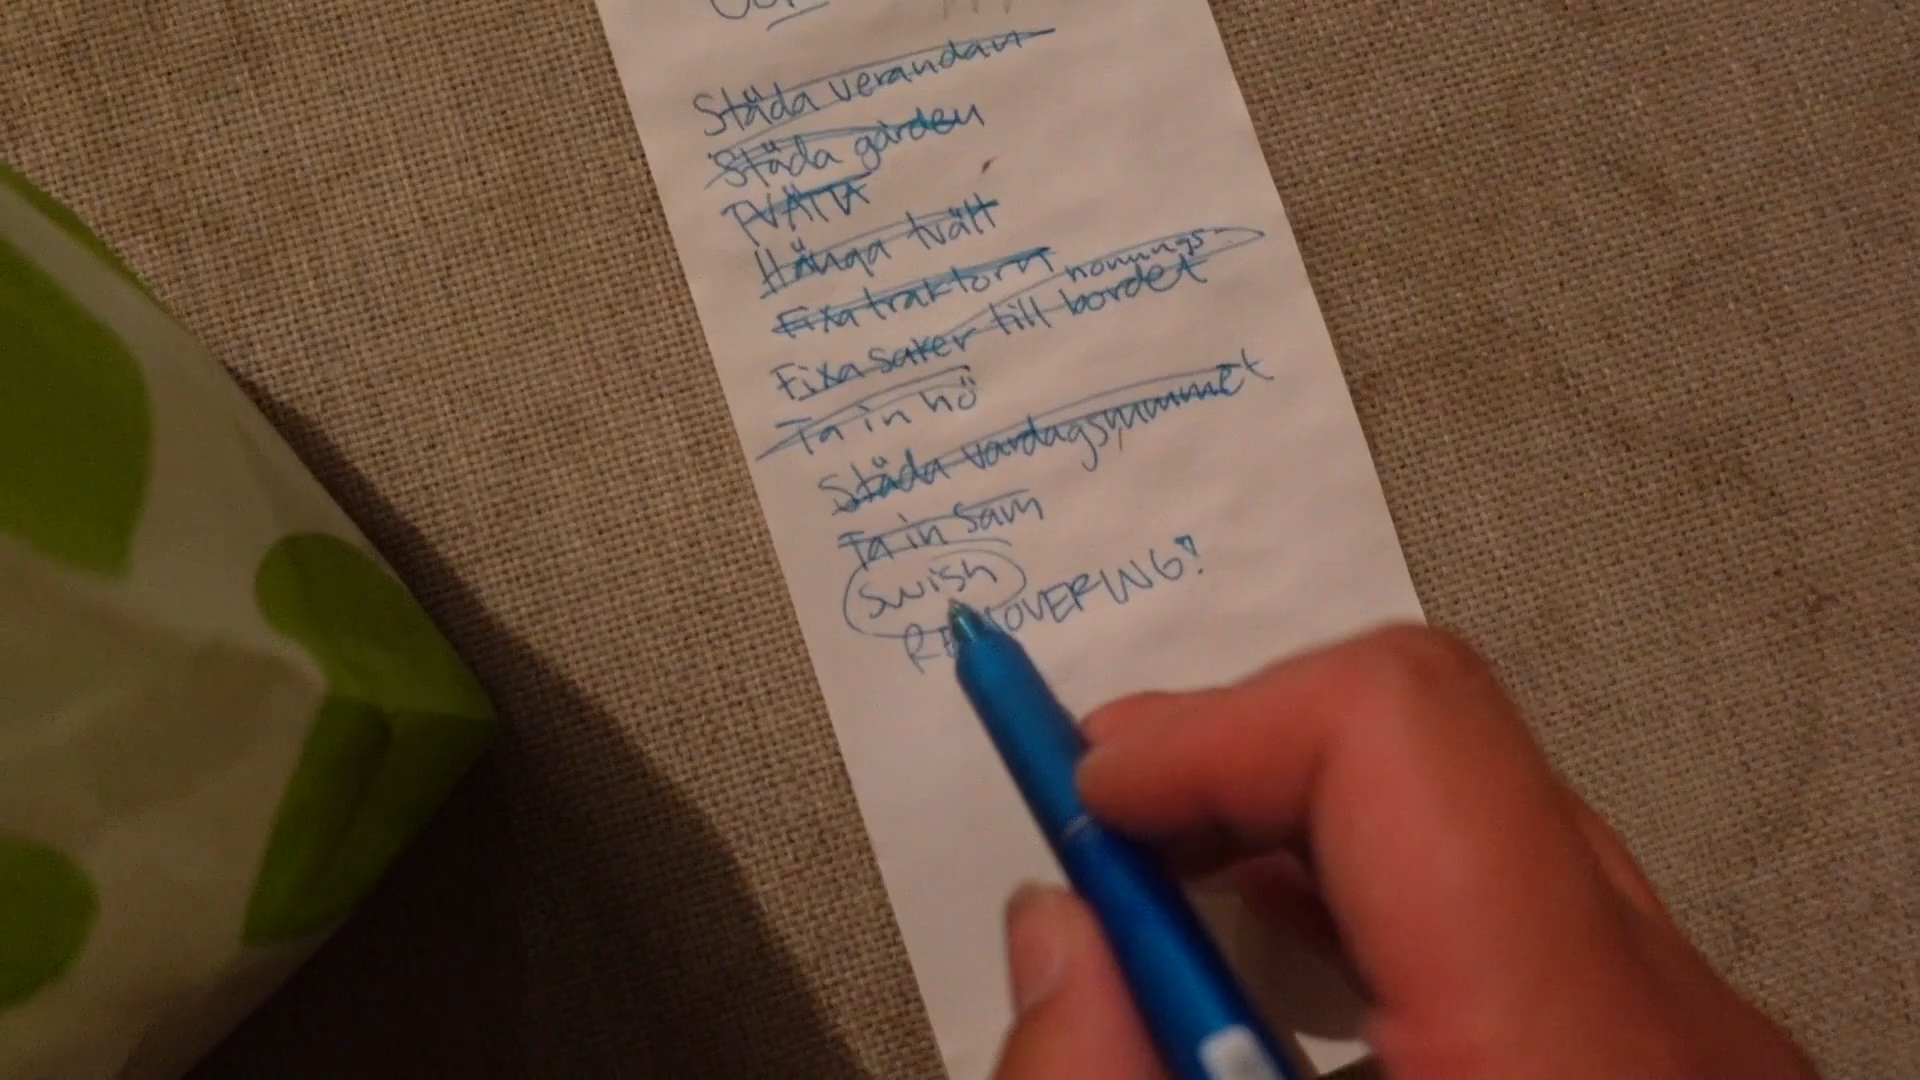 Städa verandan
Städa gården
TVÄTTA
Hänga tvätt
Fixa traktorn
honungs-
Fixa saker till bordet
Ta in hö
Städa vardagsrummet
Ta in Sam
Swish
RENOVERING?